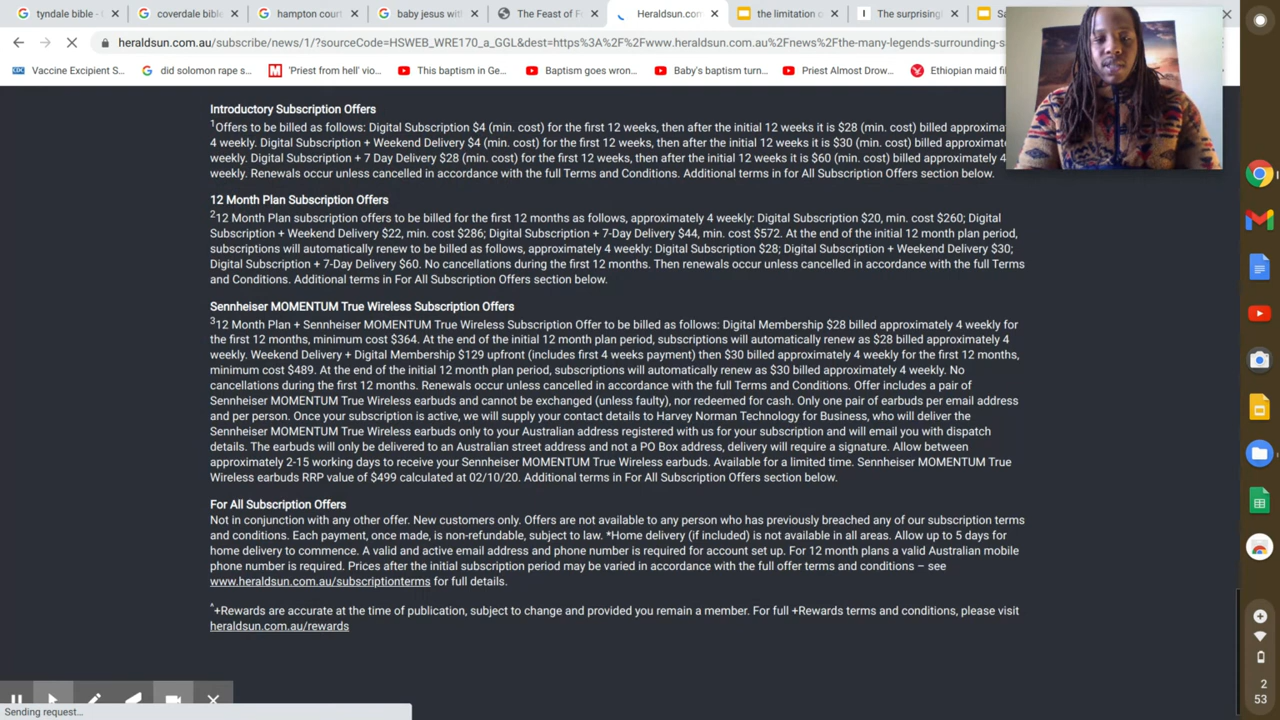 tyndale bible -
coverdale bible
hampton court
baby jesus with
The Feast of F
Heraldsun.com
the limitation o
The surprising
Sa
heraldsun.com.au/subscribe/news/1/?sourceCode=HSWEB_WRE170_a_GGL&dest=https%3A%2F%2Fwww.heraldsun.com.au%2Fnews%2Fthe-many-legends-surrounding-s
Vaccine Excipient S...
did solomon rape s...
'Priest from hell' vio...
This baptism in Ge...
Baptism goes wron...
Baby's baptism turn...
Priest Almost Drow...
Ethiopian maid fi
Introductory Subscription Offers
1Offers to be billed as follows: Digital Subscription $4 (min. cost) for the first 12 weeks, then after the initial 12 weeks it is $28 (min. cost) billed approxima
4 weekly. Digital Subscription + Weekend Delivery $4 (min. cost) for the first 12 weeks, then after the initial 12 weeks it is $30 (min. cost) billed approxima
weekly. Digital Subscription + 7 Day Delivery $28 (min. cost) for the first 12 weeks, then after the initial 12 weeks it is $60 (min. cost) billed approximate
weekly. Renewals occur unless cancelled in accordance with the full Terms and Conditions. Additional terms in for All Subscription Offers section below.
12 Month Plan Subscription Offers
212 Month Plan subscription offers to be billed for the first 12 months as follows, approximately 4 weekly: Digital Subscription $20, min. cost $260; Digital
Subscription + Weekend Delivery $22, min. cost $286; Digital Subscription + 7-Day Delivery $44, min. cost $572. At the end of the initial 12 month plan period,
subscriptions will automatically renew to be billed as follows, approximately 4 weekly: Digital Subscription $28; Digital Subscription + Weekend Delivery $30;
Digital Subscription + 7-Day Delivery $60. No cancellations during the first 12 months. Then renewals occur unless cancelled in accordance with the full Terms
and Conditions. Additional terms in For All Subscription Offers section below.
Sennheiser MOMENTUM True Wireless Subscription Offers
312 Month Plan + Sennheiser MOMENTUM True Wireless Subscription Offer to be billed as follows: Digital Membership $28 billed approximately 4 weekly for
the first 12 months, minimum cost $364. At the end of the initial 12 month plan period, subscriptions will automatically renew as $28 billed approximately 4
weekly. Weekend Delivery + Digital Membership $129 upfront (includes first 4 weeks payment) then $30 billed approximately 4 weekly for the first 12 months,
minimum cost $489. At the end of the initial 12 month plan period, subscriptions will automatically renew as $30 billed approximately 4 weekly. No
cancellations during the first 12 months. Renewals occur unless cancelled in accordance with the full Terms and Conditions. Offer includes a pair of
Sennheiser MOMENTUM True Wireless earbuds and cannot be exchanged (unless faulty), nor redeemed for cash. Only one pair of earbuds per email address
and per person. Once your subscription is active, we will supply your contact details to Harvey Norman Technology for Business, who will deliver the
Sennheiser MOMENTUM True Wireless earbuds only to your Australian address registered with us for your subscription and will email you with dispatch
details. The earbuds will only be delivered to an Australian street address and not a PO Box address, delivery will require a signature. Allow between
approximately 2-15 working days to receive your Sennheiser MOMENTUM True Wireless earbuds. Available for a limited time. Sennheiser MOMENTUM True
Wireless earbuds RRP value of $499 calculated at 02/10/20. Additional terms in For All Subscription Offers section below.
For All Subscription Offers
Not in conjunction with any other offer. New customers only. Offers are not available to any person who has previously breached any of our subscription terms
and conditions. Each payment, once made, is non-refundable, subject to law. *Home delivery (if included) is not available in all areas. Allow up to 5 days for
home delivery to commence. A valid and active email address and phone number is required for account set up. For 12 month plans a valid Australian mobile
phone number is required. Prices after the initial subscription period may be varied in accordance with the full offer terms and conditions – see
www.heraldsun.com.au/subscriptionterms for full details.
^+Rewards are accurate at the time of publication, subject to change and provided you remain a member. For full +Rewards terms and conditions, please visit
heraldsun.com.au/rewards
Sending request...
2
53